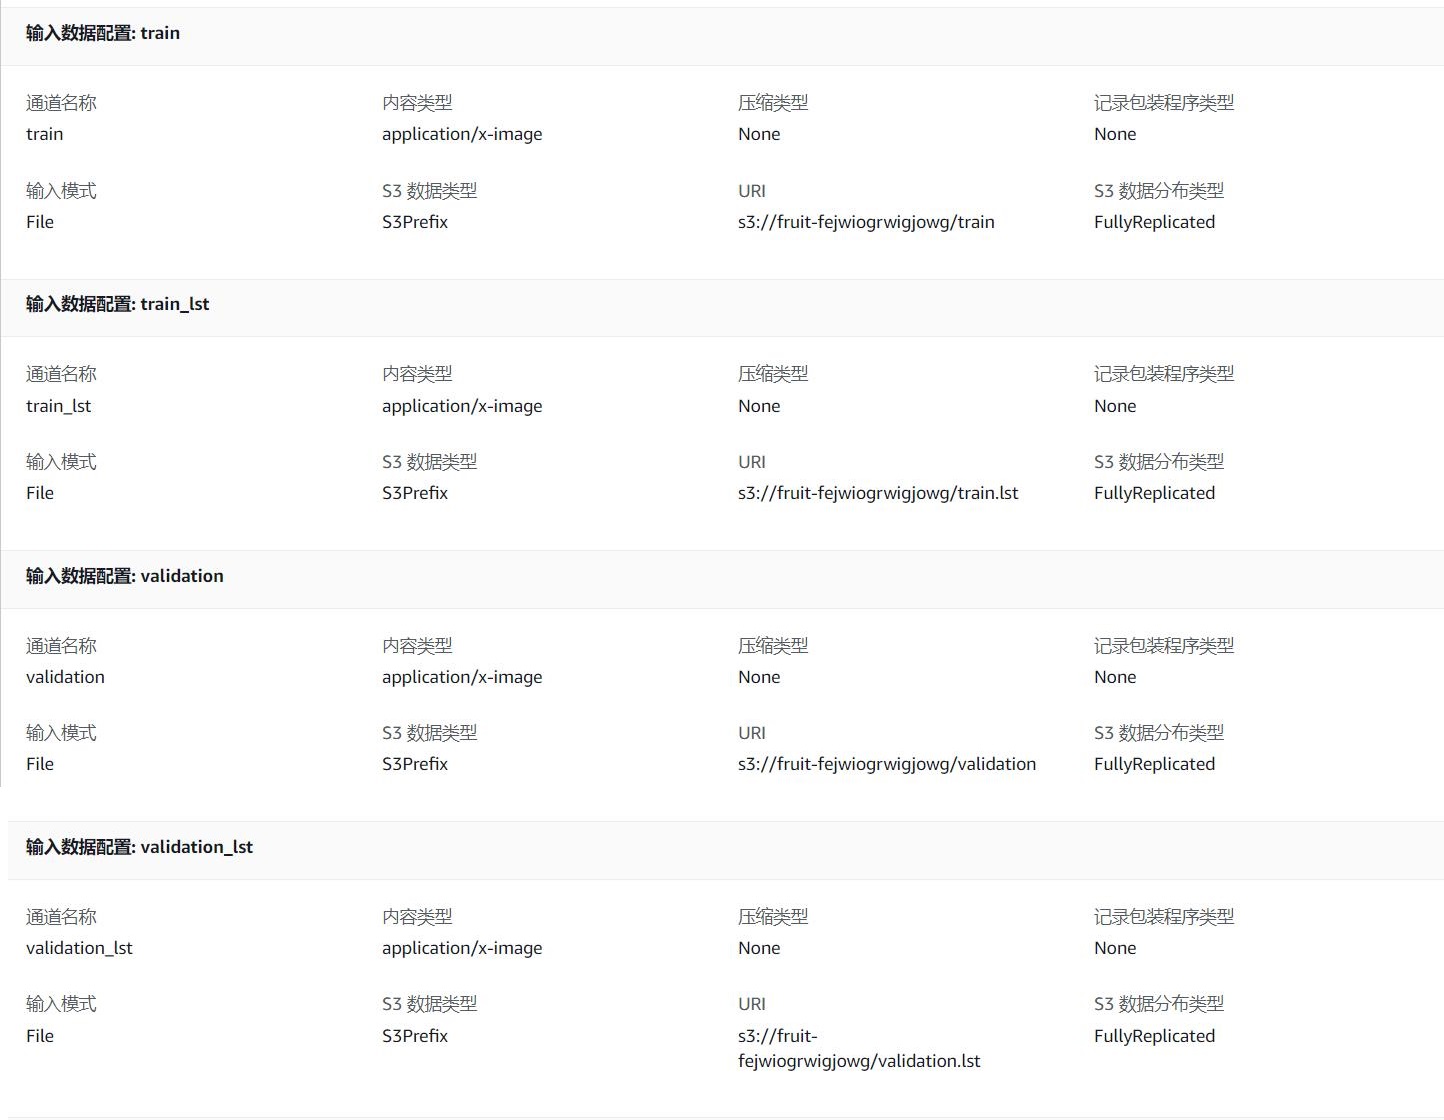 输入数据配置: train
通道名称 内容类型 压缩类型 记录包装程序类型
train application/x-image None None
输入模式 S3 数据类型 URI S3 数据分布类型
File S3Prefix s3://fruit-fejwiogrwigjowg/train FullyReplicated
输入数据配置: train_lst
通道名称 内容类型 压缩类型 记录包装程序类型
train_lst application/x-image None None
输入模式 S3 数据类型 URI S3 数据分布类型
File S3Prefix s3://fruit-fejwiogrwigjowg/train.lst FullyReplicated
输入数据配置: validation
通道名称 内容类型 压缩类型 记录包装程序类型
validation application/x-image None None
输入模式 S3 数据类型 URI S3 数据分布类型
File S3Prefix s3://fruit-fejwiogrwigjowg/validation FullyReplicated
输入数据配置: validation_lst
通道名称 内容类型 压缩类型 记录包装程序类型
validation_lst application/x-image None None
输入模式 S3 数据类型 URI S3 数据分布类型
File S3Prefix s3://fruit- FullyReplicated
fejwiogrwigjowg/validation.lst